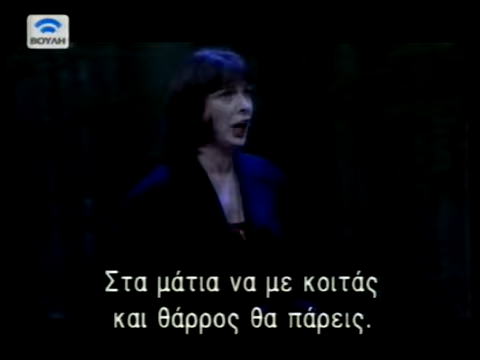 ΒΟΥΛΗ
Στα μάτια να με κοιτάς
και θάρρος θα πάρεις.